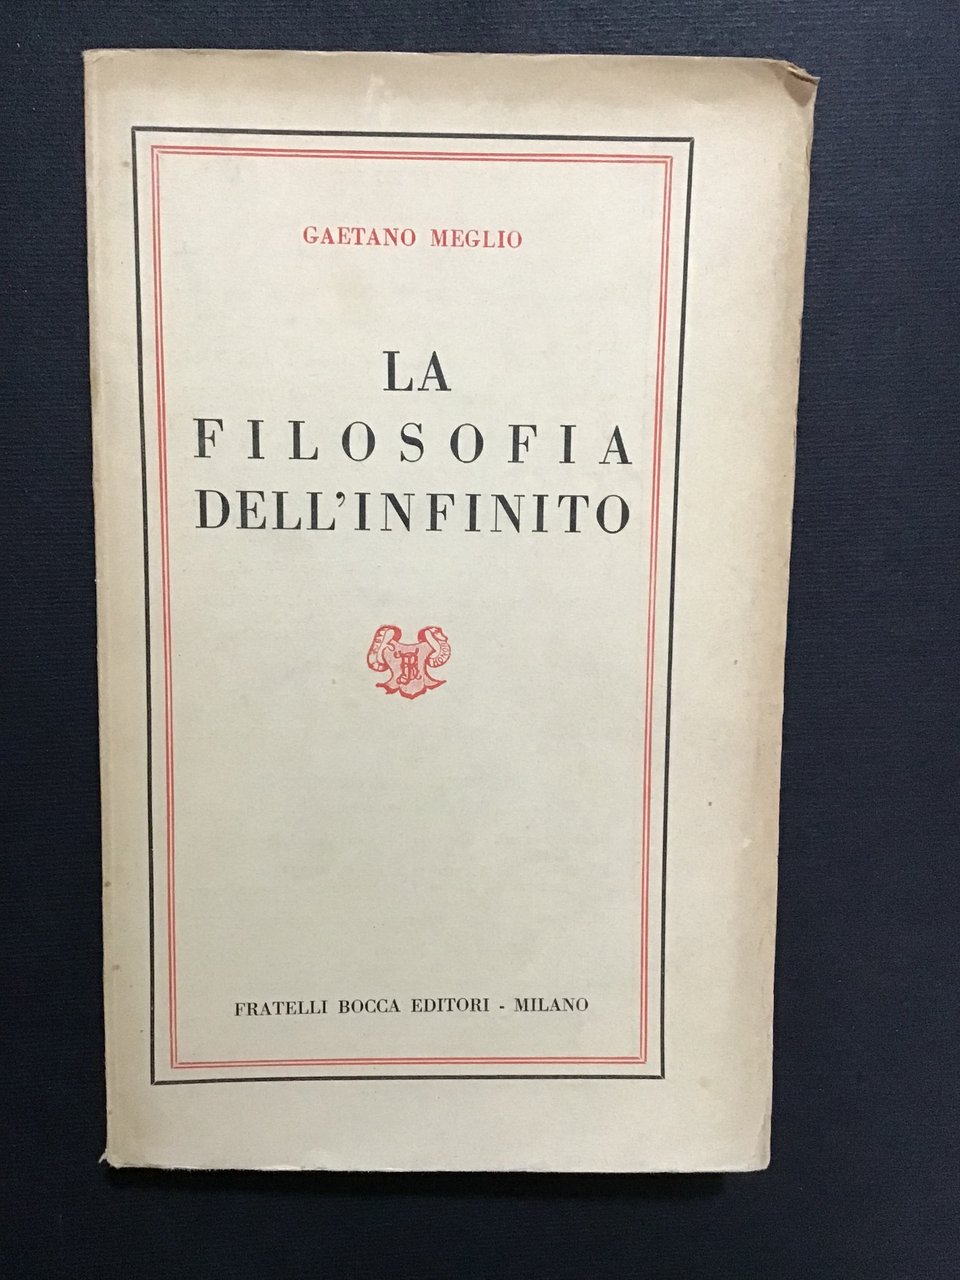 GAETANO MEGLIO
LA
FILOSOFIA
DELL'INFINITO
FRATELLI BOCCA EDITORI - MILANO